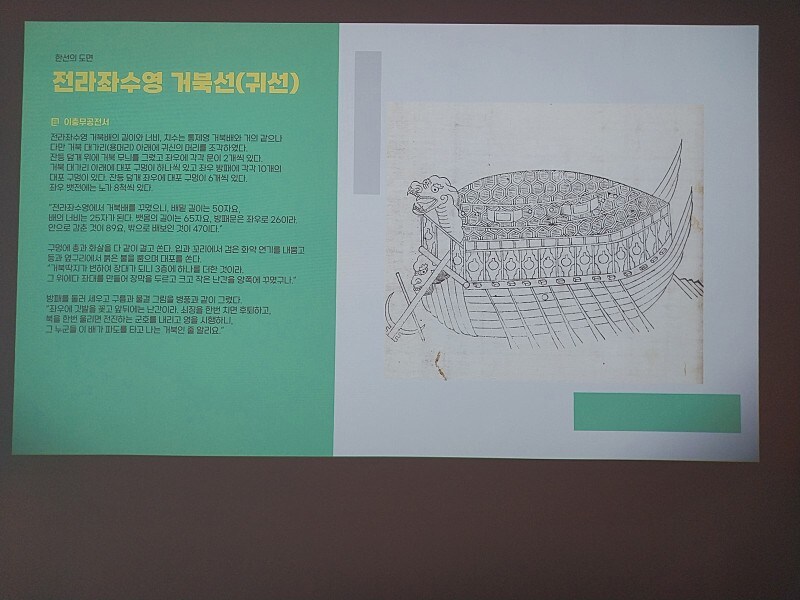 한선의 도면
전라좌수영 거북선(귀선)
이충무공전서
전라좌수영 거북배의 길이와 너비, 치수는 통제영 거북배와 거의 같으나
다만 거북 대가리(용머리) 아래에 귀신의 머리를 조각하였다.
잔등 덮개 위에 거북 무늬를 그렸고 좌우에 각각 문이 2개씩 있다.
거북 대가리 아래에 대포 구멍이 하나씩 있고 좌우 방패에 각각 10개의
대포 구멍이 있다. 잔등 덮개 좌우에 대포 구멍이 6개씩 있다.
좌우 뱃전에는 노가 8척씩 있다.
"전라좌수영에서 거북배를 꾸몄으니, 배밑 길이는 50자요,
배의 너비는 25자가 된다. 뱃몸의 길이는 65자요, 방패문은 좌우로 26이라.
안으로 감춘 것이 89요, 밖으로 배보인 것이 47이다."
구멍에 총과 화살을 다 같이 걸고 쏜다. 입과 꼬리에서 검은 화약 연기를 내뿜고
등과 옆구리에서 붉은 불을 뿜으며 대포를 쏜다.
"거북딱지가 변하여 장대가 되니 3층에 하나를 더한 것이라.
그 위에다 좌대를 만들어 장막을 두르고 크고 작은 난간을 양쪽에 꾸몄구나."
방패를 둘러 세우고 구름과 물결 그림을 병풍과 같이 그렸다.
"좌우에 깃발을 꽂고 앞뒤에는 난간이라. 쇠징을 한번 치면 후퇴하고,
북을 한번 울리면 전진하는 군호를 내리고 영을 시행하니,
그 누군들 이 배가 파도를 타고 나는 거북인 줄 알리요."